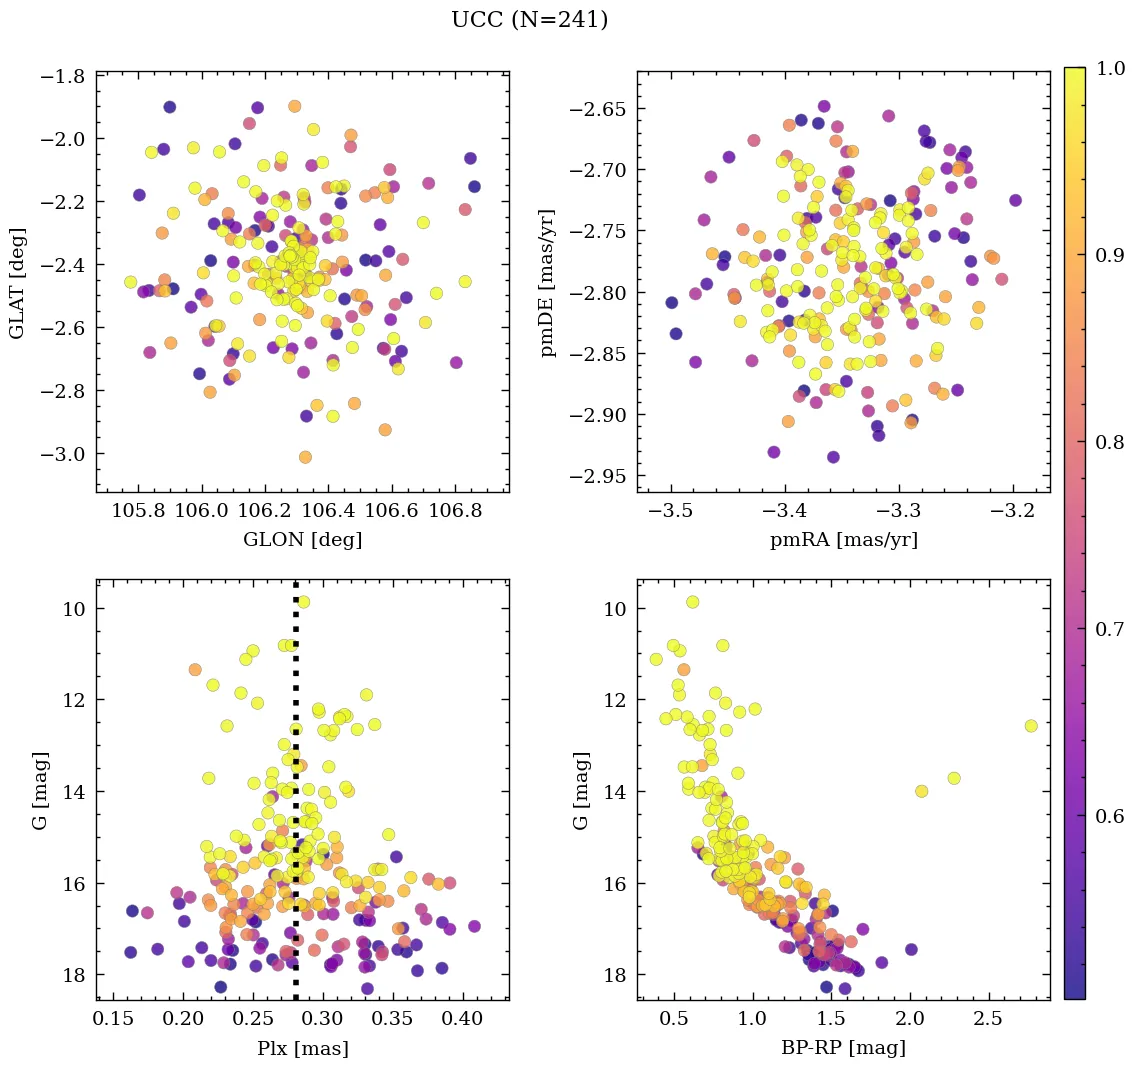 UCC (N=241)
−1.8
−2.0
−2.2
−2.4
−2.6
−2.8
−3.0
GLAT [deg]
105.8 106.0 106.2 106.4 106.6 106.8
GLON [deg]
−2.65
−2.70
−2.75
−2.80
−2.85
−2.90
−2.95
pmDE [mas/yr]
−3.5 −3.4 −3.3 −3.2
pmRA [mas/yr]
10
12
14
16
18
G [mag]
0.15 0.20 0.25 0.30 0.35 0.40
Plx [mas]
10
12
14
16
18
G [mag]
0.5 1.0 1.5 2.0 2.5
BP-RP [mag]
1.0
0.9
0.8
0.7
0.6